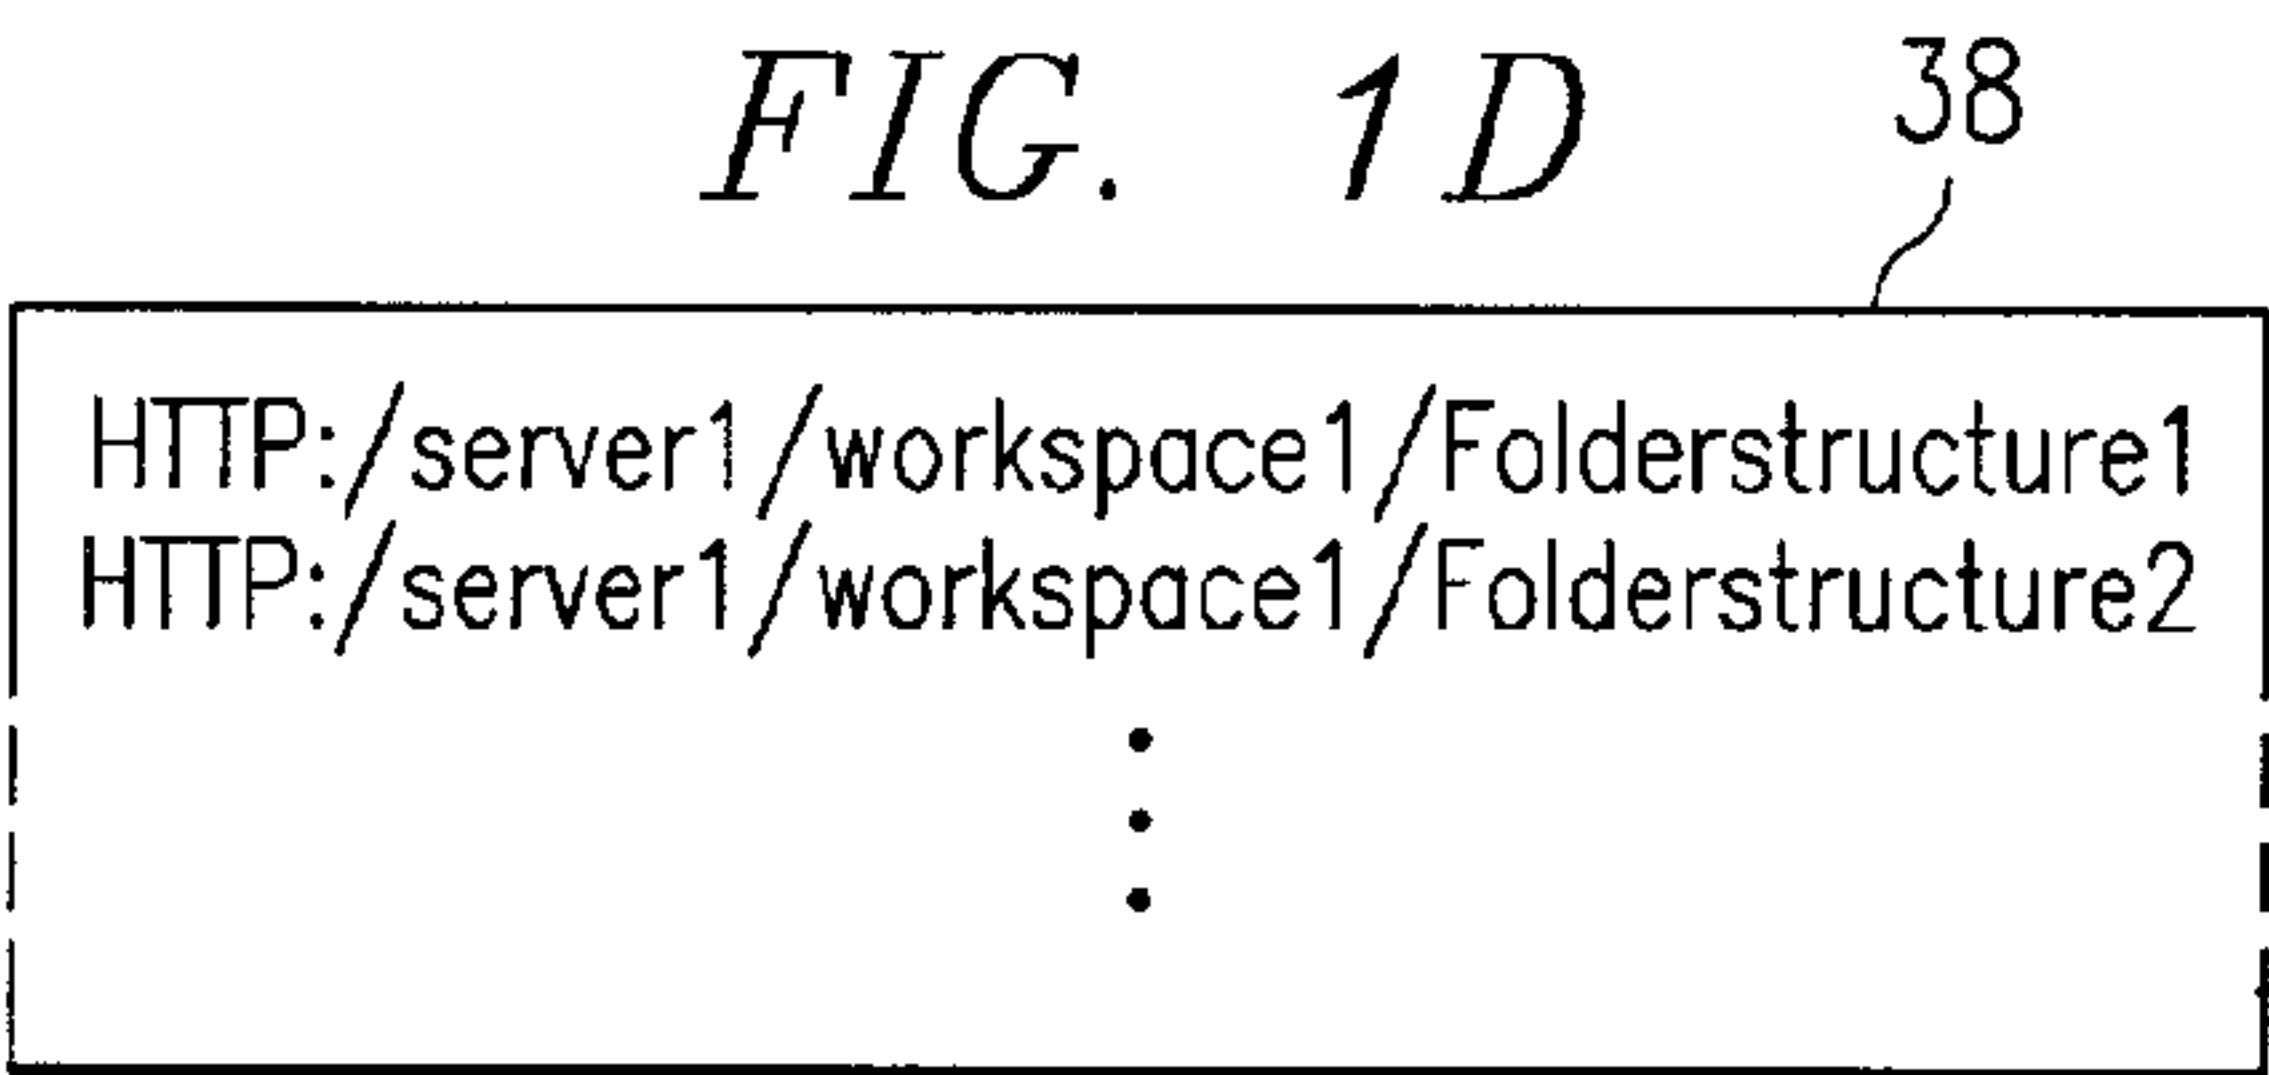 FIG. 1D
38
HTTP:/server1/workspace1/Folderstructure1
HTTP:/server1/workspace1/Folderstructure2